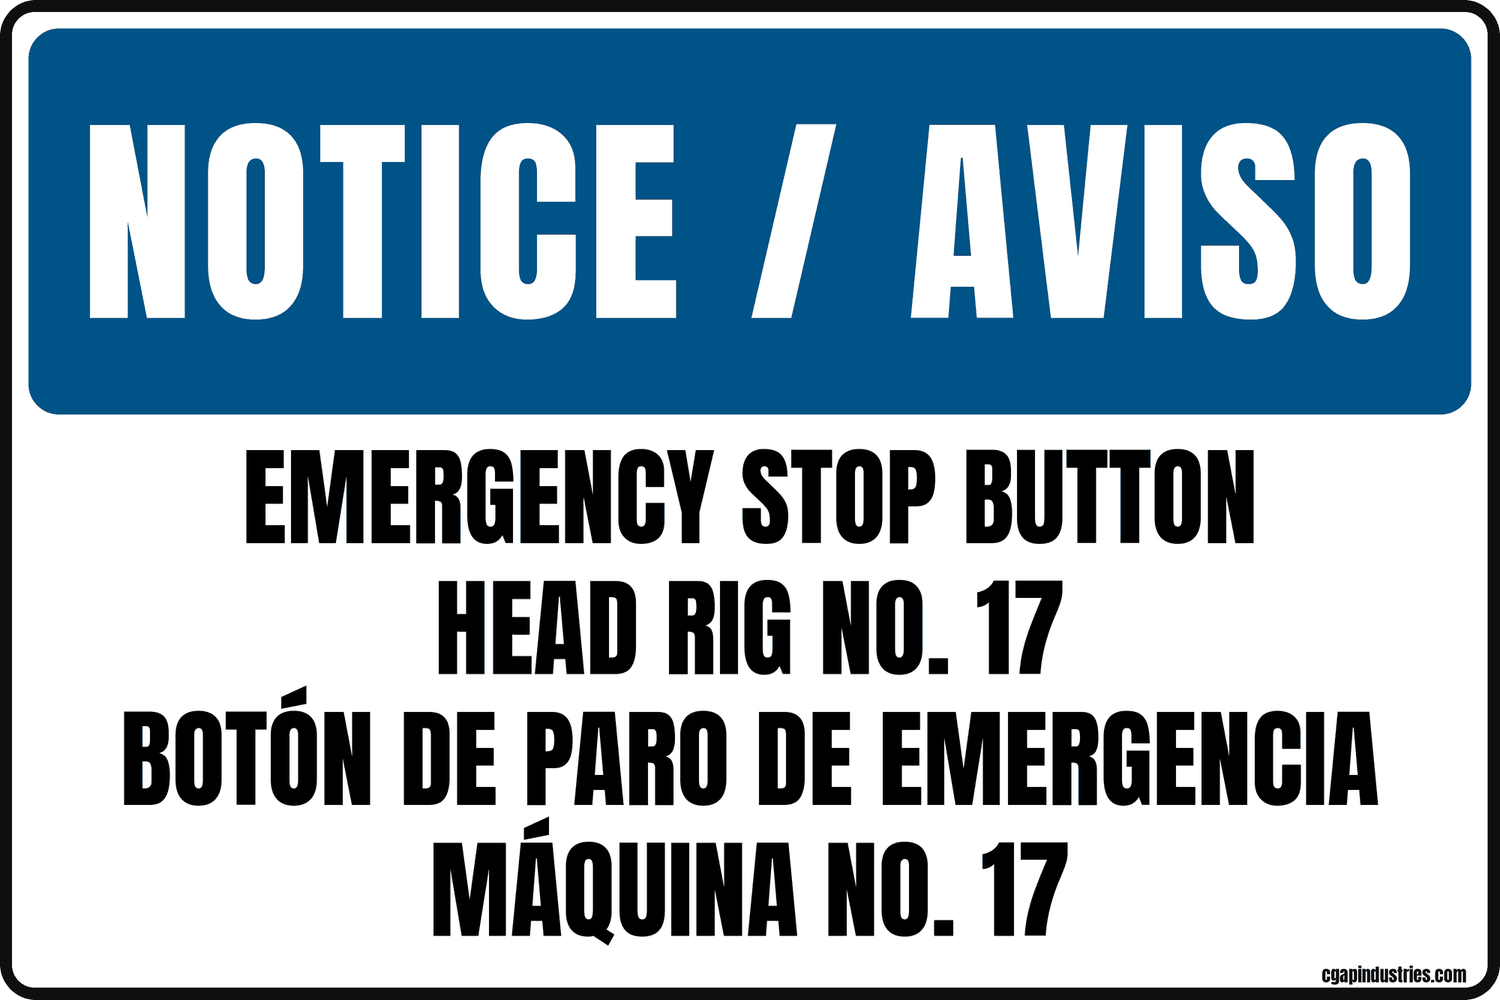 NOTICE / AVISO
EMERGENCY STOP BUTTON
HEAD RIG NO. 17
BOTÓN DE PARO DE EMERGENCIA
MÁQUINA NO. 17
cgapindustries.com